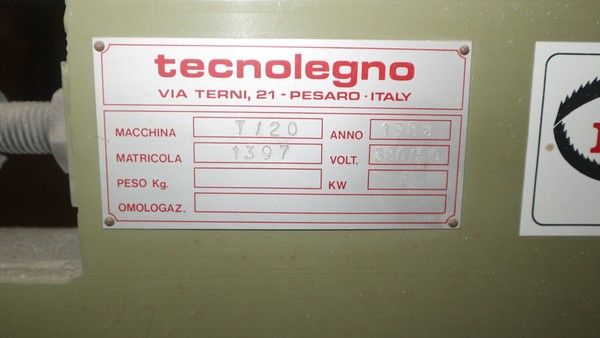 tecnolegno
VIA TERNI, 21 - PESARO - ITALY
MACCHINA T/20 ANNO
MATRICOLA 1397 VOLT.
PESO Kg. KW
OMOLOGAZ.